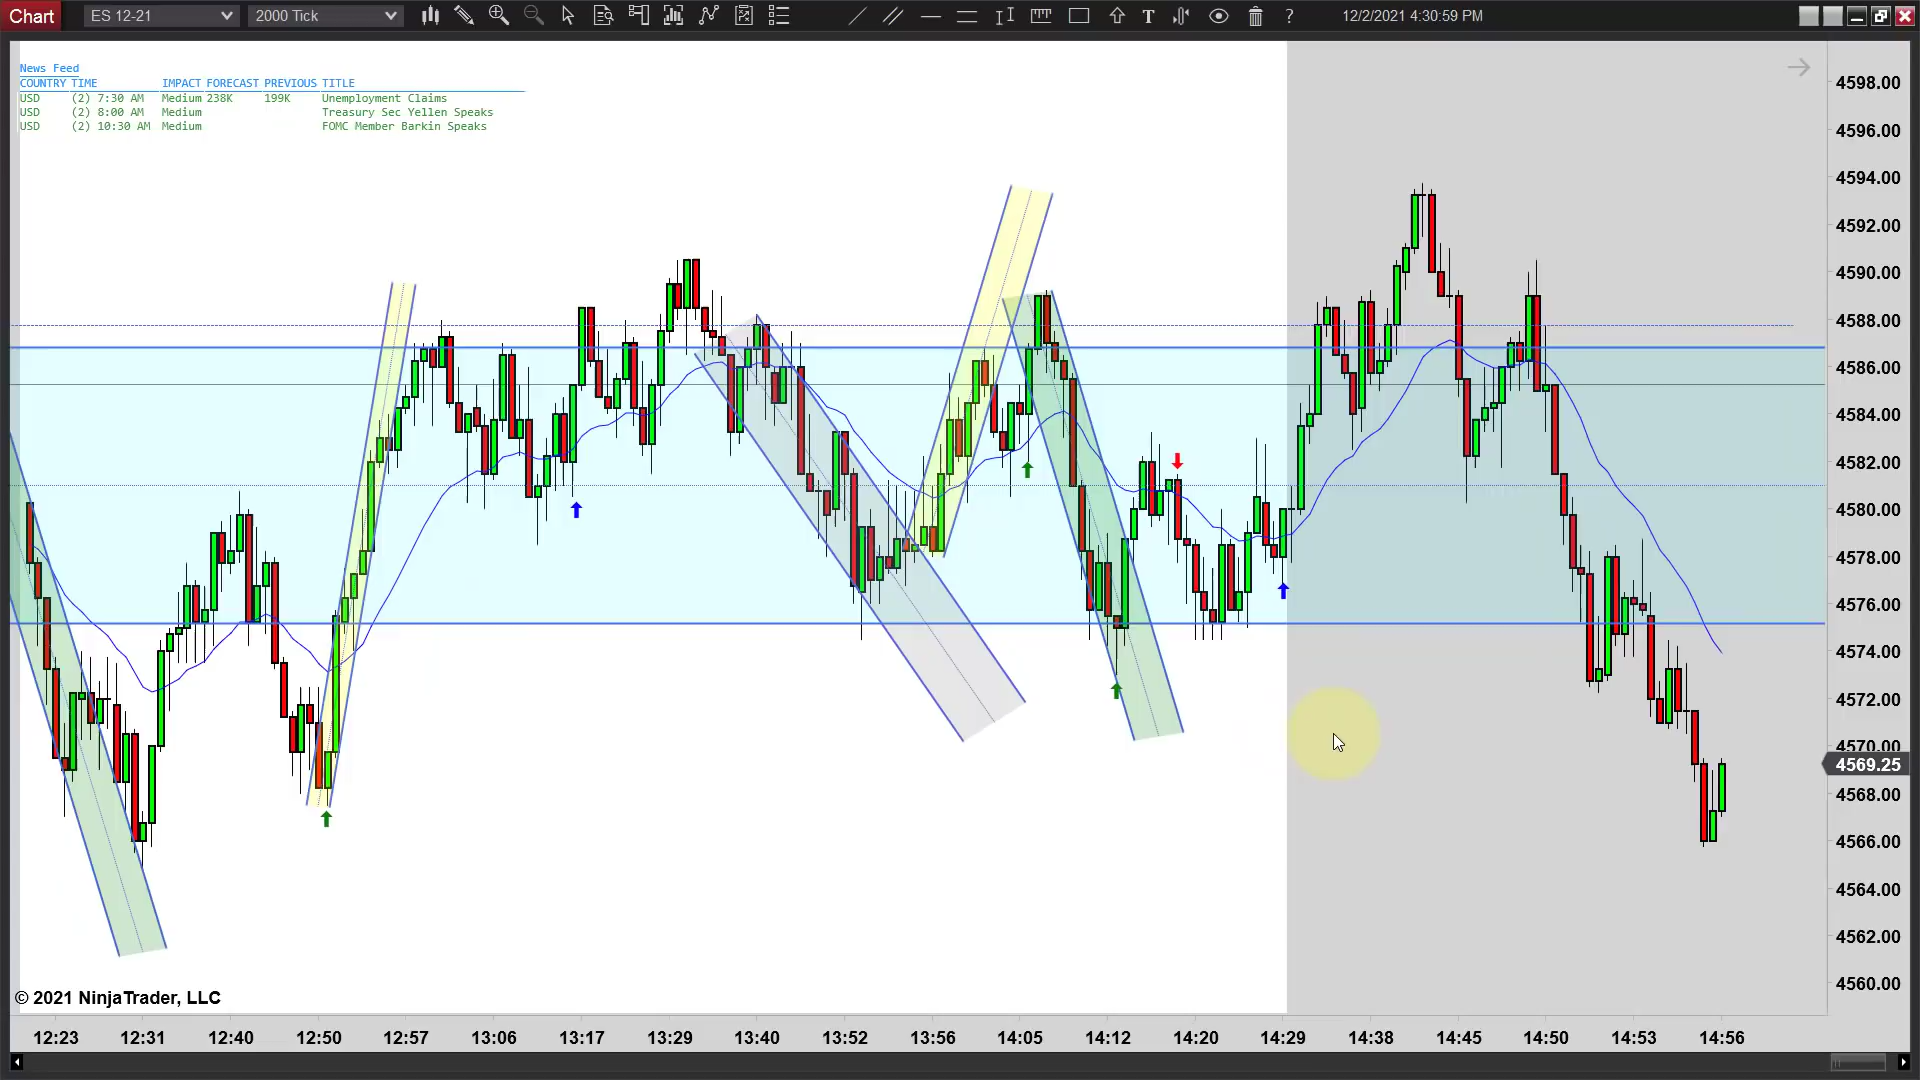 Chart ES 12-21 2000 Tick T ? 12/2/2021 4:30:59 PM
News Feed
COUNTRY TIME IMPACT FORECAST PREVIOUS TITLE
USD (2) 7:30 AM Medium 238K 199K Unemployment Claims
USD (2) 8:00 AM Medium Treasury Sec Yellen Speaks
USD (2) 10:30 AM Medium FOMC Member Barkin Speaks
4598.00
4596.00
4594.00
4592.00
4590.00
4588.00
4586.00
4584.00
4582.00
4580.00
4578.00
4576.00
4574.00
4572.00
4570.00
4569.25
4568.00
4566.00
4564.00
4562.00
4560.00
© 2021 NinjaTrader, LLC
12:23 12:31 12:40 12:50 12:57 13:06 13:17 13:29 13:40 13:52 13:56 14:05 14:12 14:20 14:29 14:38 14:45 14:50 14:53 14:56